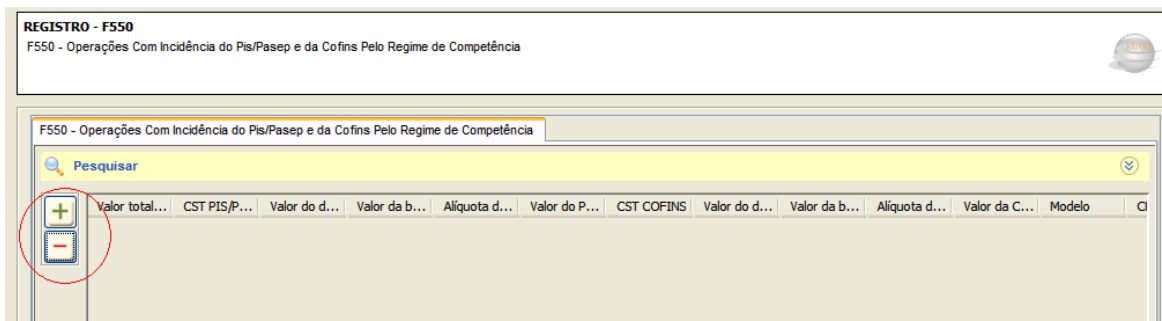 REGISTRO - F550
F550 - Operações Com Incidência do Pis/Pasep e da Cofins Pelo Regime de Competência
F550 - Operações Com Incidência do Pis/Pasep e da Cofins Pelo Regime de Competência
Pesquisar
Valor total... CST PIS/P... Valor do d... Valor da b... Alíquota d... Valor do P... CST COFINS Valor do d... Valor da b... Alíquota d... Valor da C... Modelo